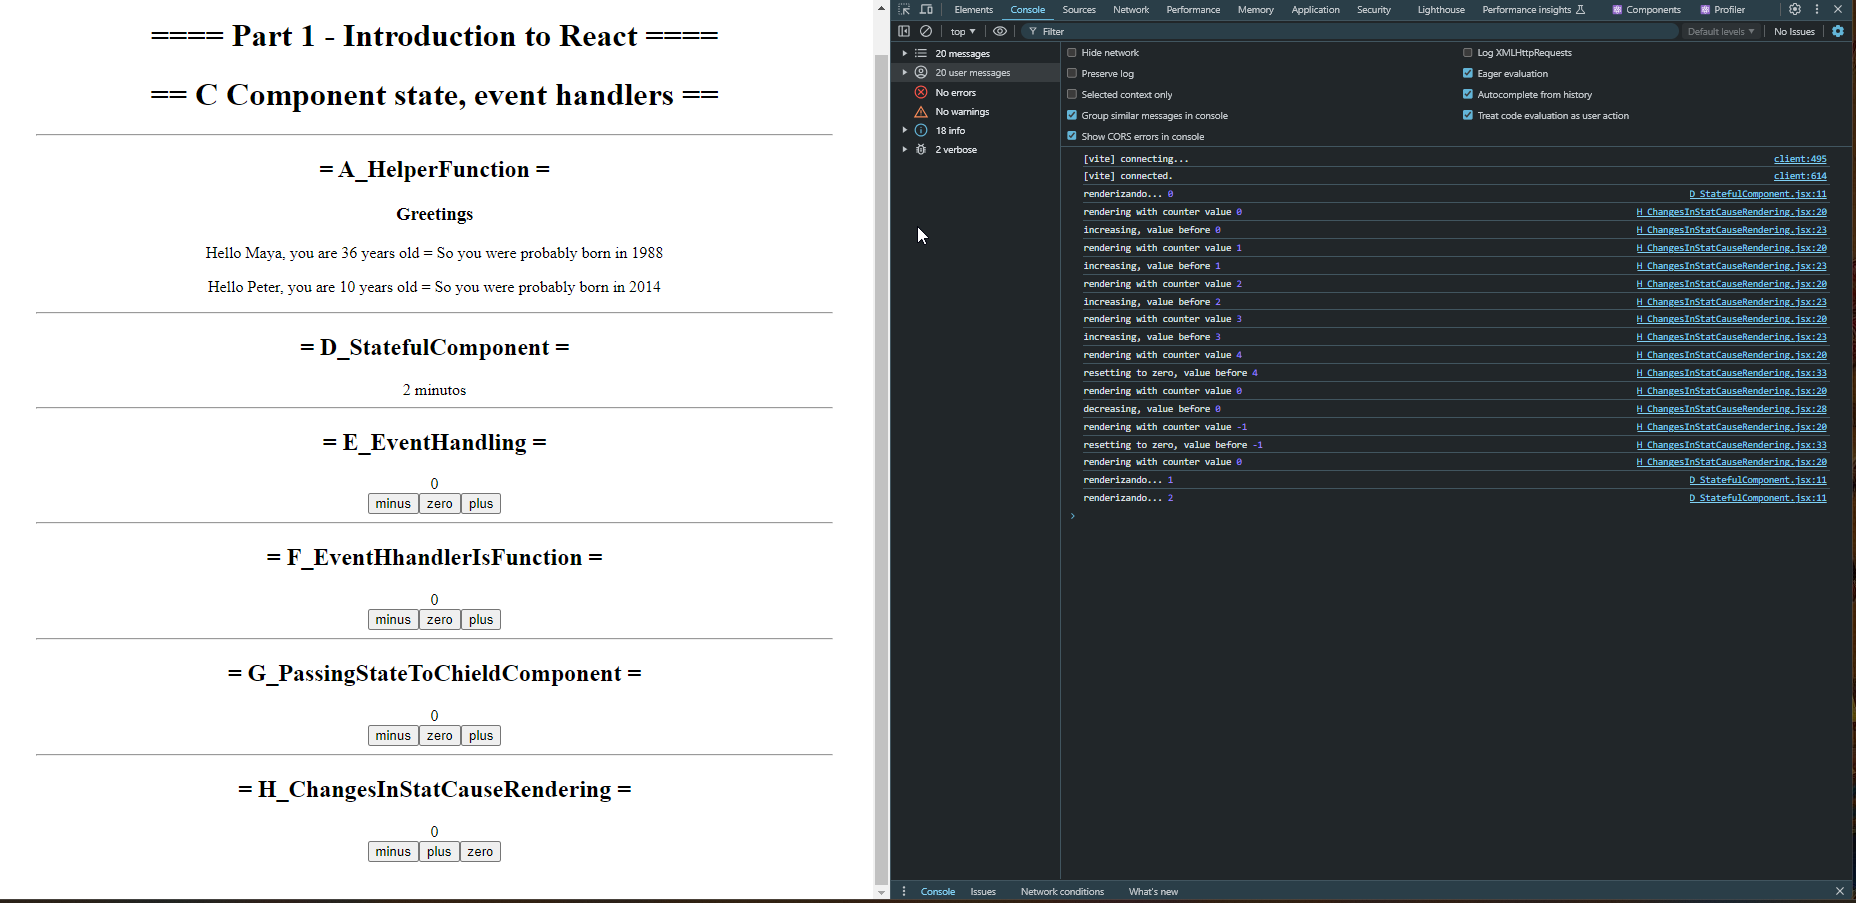 ==== Part 1 - Introduction to React ====
== C Component state, event handlers ==
= A_HelperFunction =
Greetings
Hello Maya, you are 36 years old = So you were probably born in 1988
Hello Peter, you are 10 years old = So you were probably born in 2014
= D_StatefulComponent =
2 minutos
= E_EventHandling =
0
minus zero plus
= F_EventHhandlerIsFunction =
0
minus zero plus
= G_PassingStateToChieldComponent =
0
minus zero plus
= H_ChangesInStatCauseRendering =
0
minus plus zero
Elements Console Sources Network Performance Memory Application Security Lighthouse Performance insights Components Profiler
top Filter Default levels No Issues
20 messages
20 user messages
No errors
No warnings
18 info
2 verbose
Hide network Log XMLHttpRequests
Preserve log Eager evaluation
Selected context only Autocomplete from history
Group similar messages in console Treat code evaluation as user action
Show CORS errors in console
[vite] connecting... client:495
[vite] connected. client:614
renderizando... 0 D_StatefulComponent.jsx:11
rendering with counter value 0 H_ChangesInStatCauseRendering.jsx:20
increasing, value before 0 H_ChangesInStatCauseRendering.jsx:23
rendering with counter value 1 H_ChangesInStatCauseRendering.jsx:20
increasing, value before 1 H_ChangesInStatCauseRendering.jsx:23
rendering with counter value 2 H_ChangesInStatCauseRendering.jsx:20
increasing, value before 2 H_ChangesInStatCauseRendering.jsx:23
rendering with counter value 3 H_ChangesInStatCauseRendering.jsx:20
increasing, value before 3 H_ChangesInStatCauseRendering.jsx:23
rendering with counter value 4 H_ChangesInStatCauseRendering.jsx:20
resetting to zero, value before 4 H_ChangesInStatCauseRendering.jsx:33
rendering with counter value 0 H_ChangesInStatCauseRendering.jsx:20
decreasing, value before 0 H_ChangesInStatCauseRendering.jsx:28
rendering with counter value -1 H_ChangesInStatCauseRendering.jsx:20
resetting to zero, value before -1 H_ChangesInStatCauseRendering.jsx:33
rendering with counter value 0 H_ChangesInStatCauseRendering.jsx:20
renderizando... 1 D_StatefulComponent.jsx:11
renderizando... 2 D_StatefulComponent.jsx:11
Console Issues Network conditions What's new